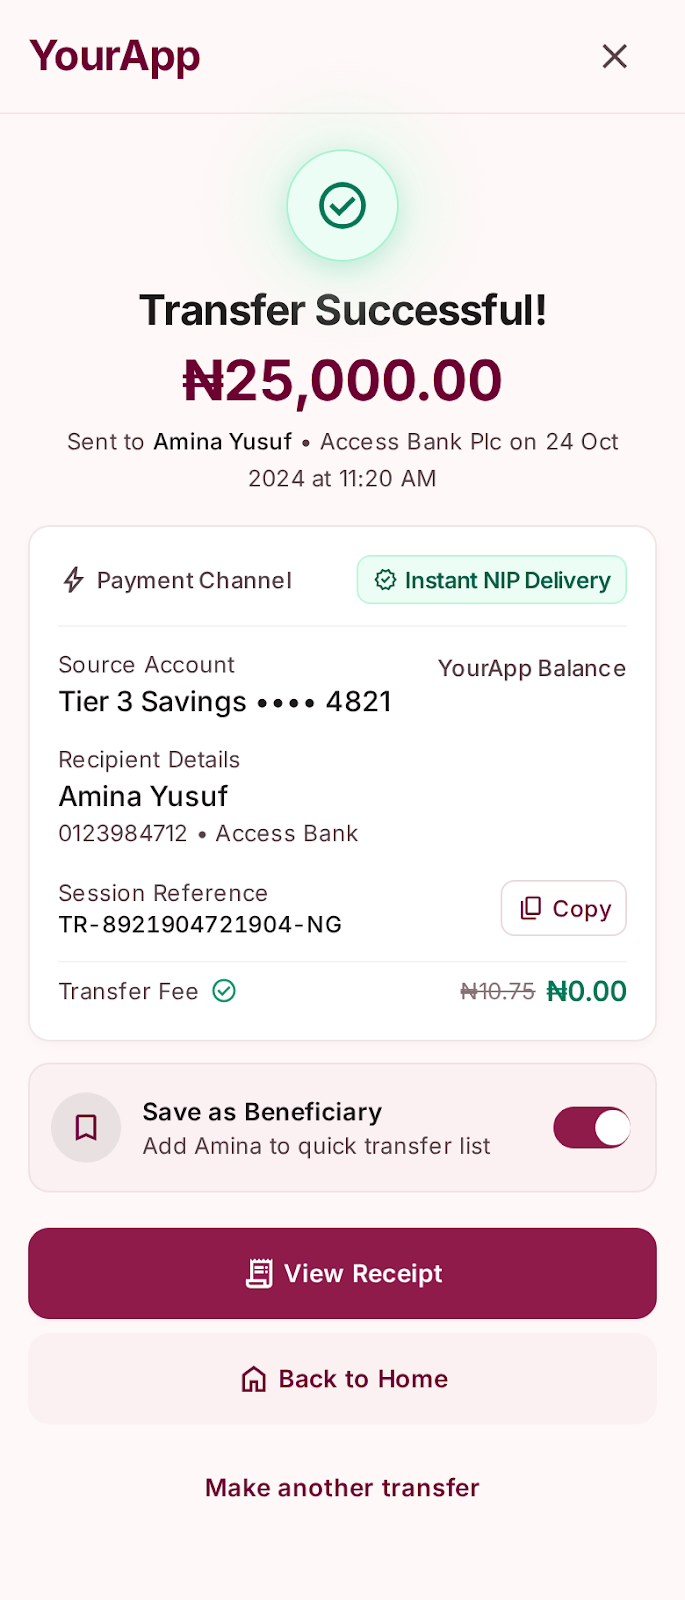 YourApp
Transfer Successful!
₦25,000.00
Sent to Amina Yusuf • Access Bank Plc on 24 Oct
2024 at 11:20 AM
Payment Channel
Instant NIP Delivery
Source Account
YourApp Balance
Tier 3 Savings •••• 4821
Recipient Details
Amina Yusuf
0123984712 • Access Bank
Session Reference
TR-8921904721904-NG
Copy
Transfer Fee
₦10.75 ₦0.00
Save as Beneficiary
Add Amina to quick transfer list
View Receipt
Back to Home
Make another transfer